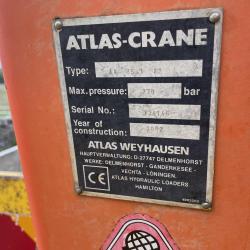 ATLAS-CRANE
Type:
Max. pressure: bar
Serial No.:
Year of
construction:
ATLAS WEYHAUSEN
HAUPTVERWALTUNG: D-27747 DELMENHORST
WERKE: DELMENHORST - GANDERKESEE-
VECHTA - LÖNINGEN.
ATLAS HYDRAULIC LOADERS
HAMILTON
CE